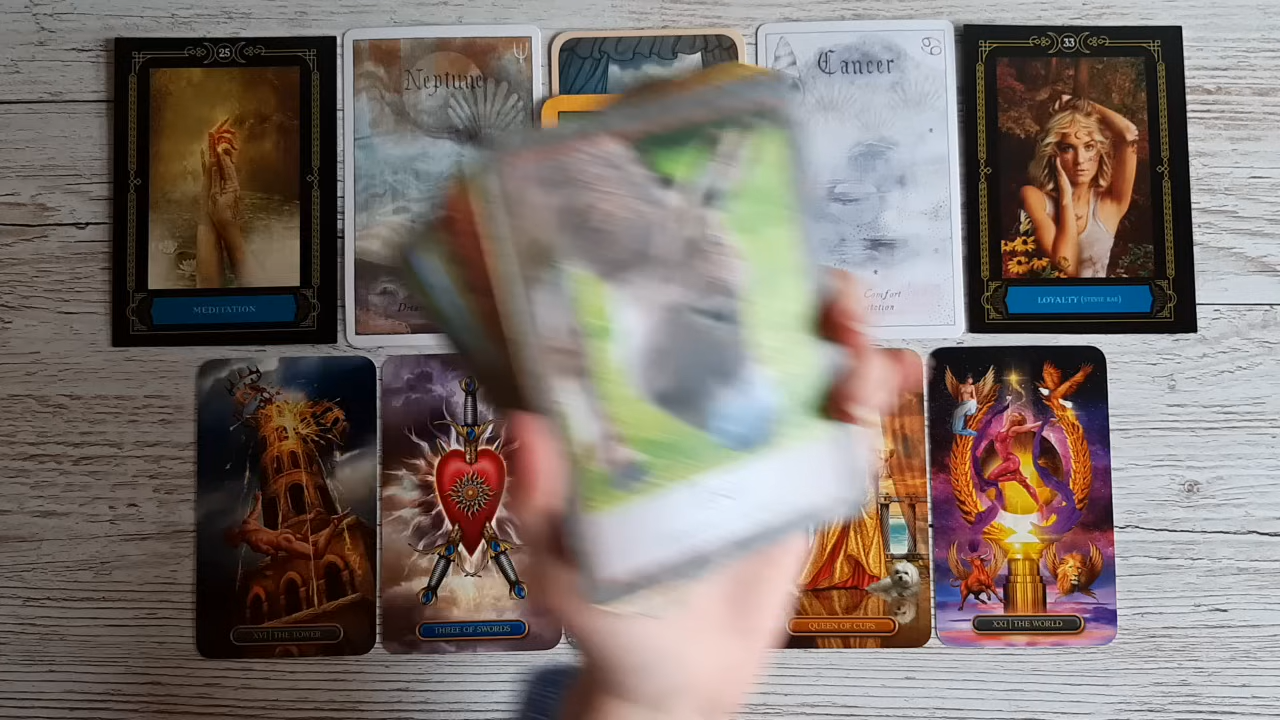 25
MEDITATION
Neptune
Cancer
Comfort
33
LOYALTY (STEVIE RAE)
XVI | THE TOWER
THREE OF SWORDS
QUEEN OF CUPS
XXI | THE WORLD